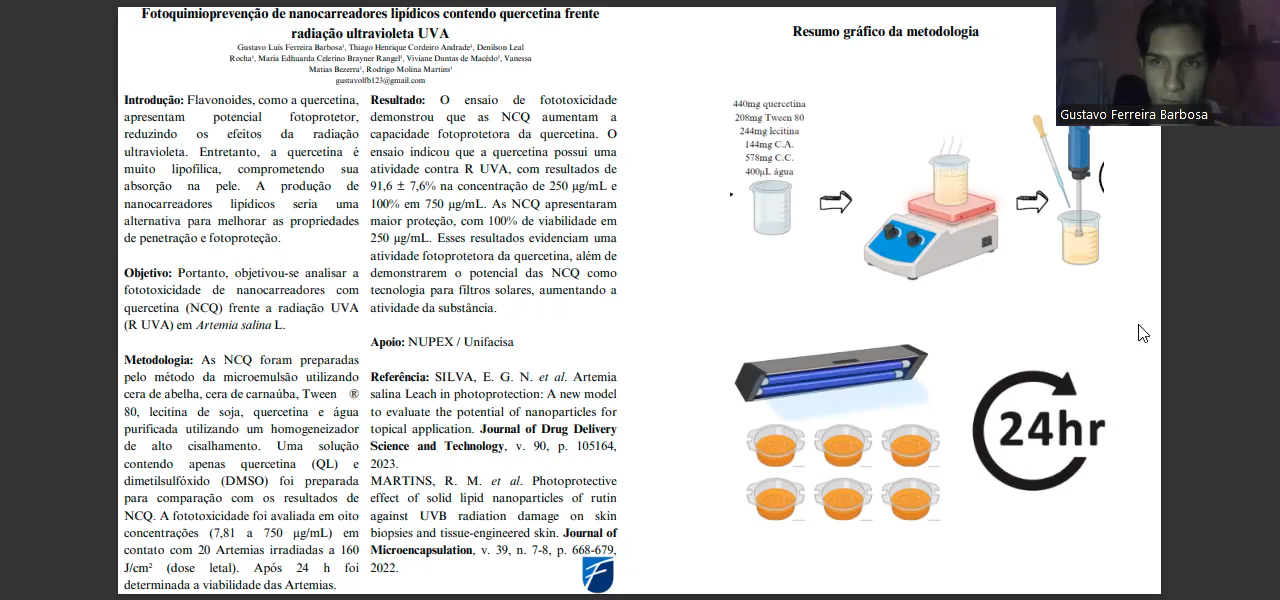 Fotoquimioprevenção de nanocarreadores lipídicos contendo quercetina frente
radiação ultravioleta UVA
Gustavo Luís Ferreira Barbosa¹, Thiago Henrique Cordeiro Andrade¹, Denilson Leal
Rocha¹, Maria Edhuarda Celerino Brayner Rangel¹, Viviane Dantas de Macêdo¹, Vanessa
Matias Bezerra¹, Rodrigo Molina Martins¹
gustavolfb123@gmail.com
Introdução: Flavonoides, como a quercetina,
apresentam potencial fotoprotetor,
reduzindo os efeitos da radiação
ultravioleta. Entretanto, a quercetina é
muito lipofílica, comprometendo sua
absorção na pele. A produção de
nanocarreadores lipídicos seria na
alternativa para melhorar as propriedades
de penetração e fotoproteção.
Objetivo: Portanto, objetivou-se analisar a
fototoxicidade de nanocarreadores com
quercetina (NCQ) frente a radiação UVA
(R UVA) em Artemia salina L.
Metodologia: As NCQ foram preparadas
pelo método da microemulsão utilizando
cera de abelha, cera de carnaúba, Tween ®
80, lecitina de soja, quercetina e água
purificada utilizando um homogeneizador
de alto cisalhamento. Uma solução
contendo apenas quercetina (QL) e
dimetilsulfóxido (DMSO) foi preparada
para comparação com os resultados de
NCQ. A fototoxicidade foi avaliada em oito
concentrações (7,81 a 750 µg/mL) em
contato com 20 Artemias irradiadas a 160
J/cm² (dose letal). Após 24 h foi
determinada a viabilidade das Artemias.
Resultado: O ensaio de fototoxicidade
demonstrou que as NCQ aumentam a
capacidade fotoprotetora da quercetina. O
ensaio indicou que a quercetina possui uma
atividade contra R UVA, com resultados de
91,6 ± 7,6% na concentração de 250 µg/mL e
100% em 750 µg/mL. As NCQ apresentaram
maior proteção, com 100% de viabilidade em
250 µg/mL. Esses resultados evidenciam uma
atividade fotoprotetora da quercetina, além de
demonstrarem o potencial das NCQ como
tecnologia para filtros solares, aumentando a
atividade da substância.
Apoio: NUPEX / Unifacisa
Referência: SILVA, E. G. N. et al. Artemia
salina Leach in photoprotection: A new model
to evaluate the potential of nanoparticles for
topical application. Journal of Drug Delivery
Science and Technology, v. 90, p. 105164,
2023.
MARTINS, R. M. et al. Photoprotective
effect of solid lipid nanoparticles of rutin
against UVB radiation damage on skin
biopsies and tissue-engineered skin. Journal of
Microencapsulation, v. 39, n. 7-8, p. 668-679,
2022.
Resumo gráfico da metodologia
440mg quercetina
208mg Tween 80
244mg lecitina
144mg C.A.
578mg C.C.
400µL água
24hr
Gustavo Ferreira Barbosa